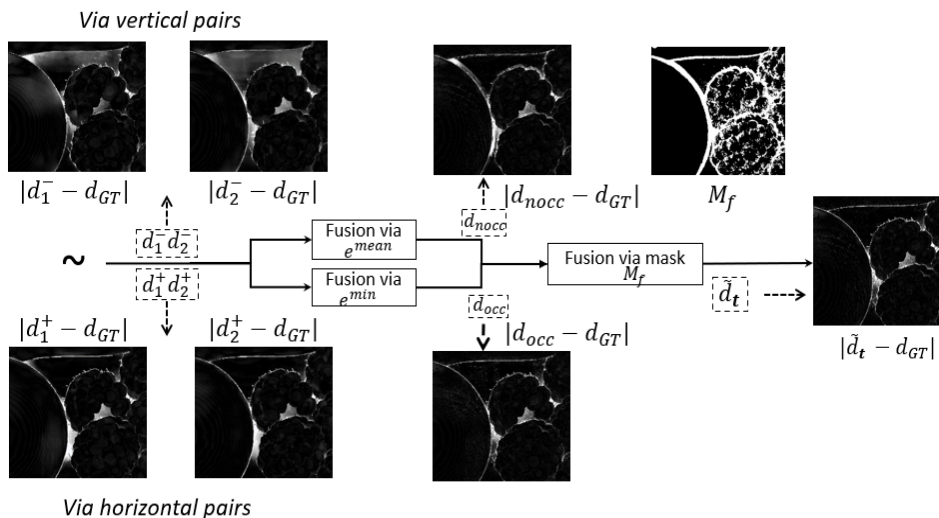 Via vertical pairs
|d₁⁻ − d_GT|
|d₂⁻ − d_GT|
|d_nocc − d_GT|
M_f
d₁⁻d₂⁻
d_nocc
Fusion via
e^mean
~
d₁⁺d₂⁺
Fusion via
e^min
Fusion via mask
M_f
d̃_t
d_occ
|d₁⁺ − d_GT|
|d₂⁺ − d_GT|
|d_occ − d_GT|
|d̃_t − d_GT|
Via horizontal pairs